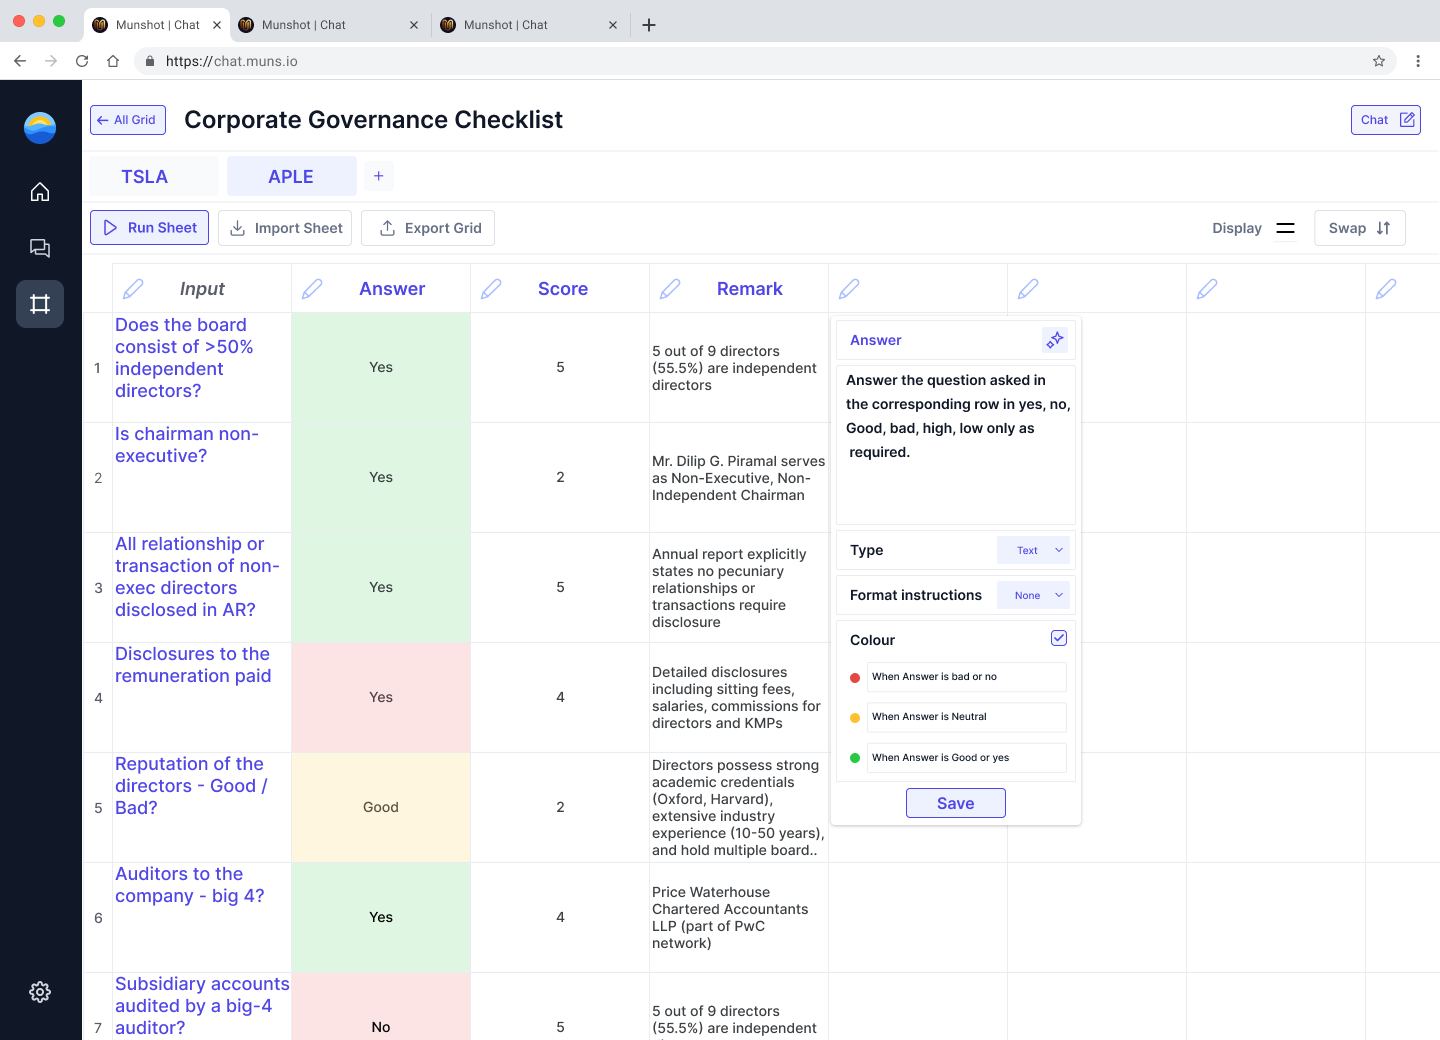 Munshot | Chat
Munshot | Chat
Munshot | Chat
https://chat.muns.io
All Grid
Corporate Governance Checklist
Chat
TSLA
APLE
+
Run Sheet
Import Sheet
Export Grid
Display
Swap
Input
Answer
Score
Remark
1
Does the board
consist of >50%
independent
directors?
Yes
5
5 out of 9 directors
(55.5%) are independent
directors
2
Is chairman non-
executive?
Yes
2
Mr. Dilip G. Piramal serves
as Non-Executive, Non-
Independent Chairman
3
All relationship or
transaction of non-
exec directors
disclosed in AR?
Yes
5
Annual report explicitly
states no pecuniary
relationships or
transactions require
disclosure
4
Disclosures to the
remuneration paid
Yes
4
Detailed disclosures
including sitting fees,
salaries, commissions for
directors and KMPs
5
Reputation of the
directors - Good /
Bad?
Good
2
Directors possess strong
academic credentials
(Oxford, Harvard),
extensive industry
experience (10-50 years),
and hold multiple board..
6
Auditors to the
company - big 4?
Yes
4
Price Waterhouse
Chartered Accountants
LLP (part of PwC
network)
7
Subsidiary accounts
audited by a big-4
auditor?
No
5
5 out of 9 directors
(55.5%) are independent
Answer
Answer the question asked in
the corresponding row in yes, no,
Good, bad, high, low only as
required.
Type
Text
Format instructions
None
Colour
When Answer is bad or no
When Answer is Neutral
When Answer is Good or yes
Save